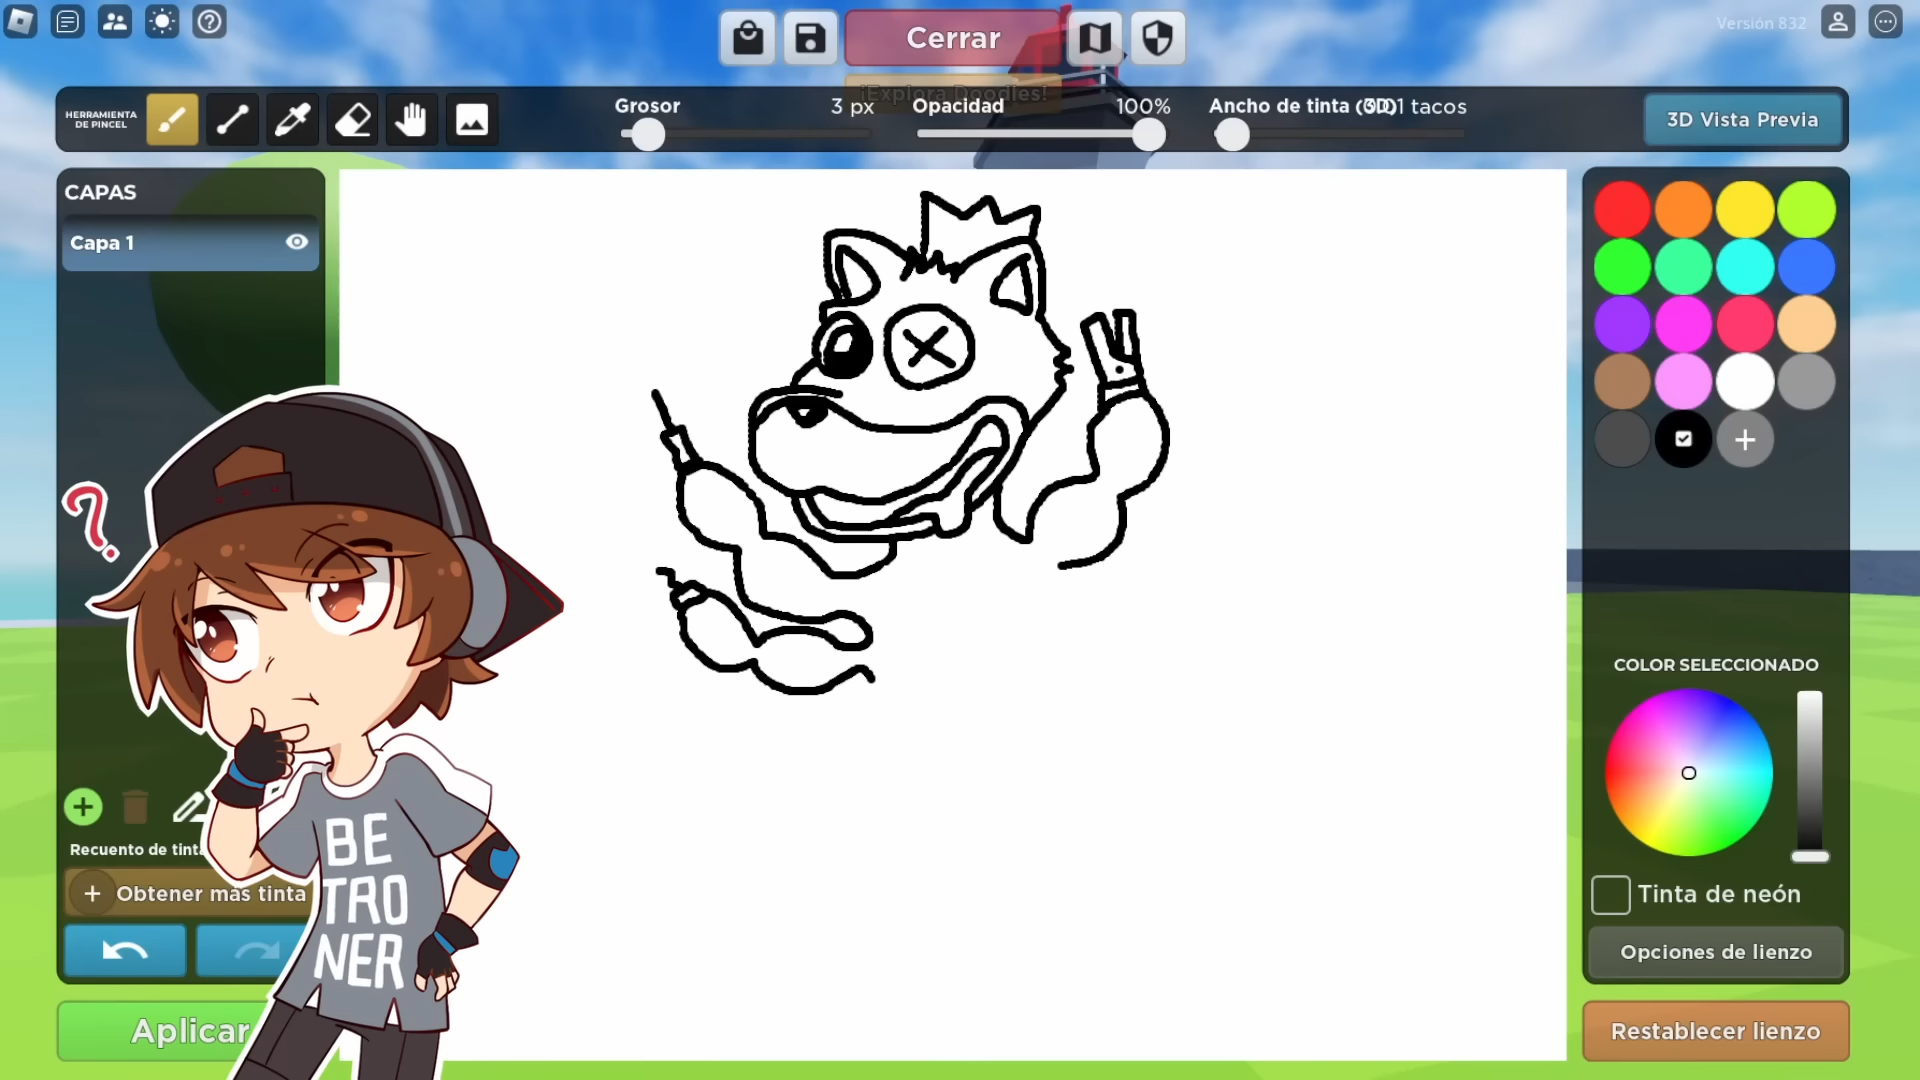 Versión 832
Cerrar
¡Explora Doodles!
HERRAMIENTA
DE PINCEL
Grosor
3 px
Opacidad
100%
Ancho de tinta (3D)
tacos
3D Vista Previa
CAPAS
Capa 1
?
BE
TRO
NER
Recuento de tinta
Obtener más tinta
Aplicar
COLOR SELECCIONADO
Tinta de neón
Opciones de lienzo
Restablecer lienzo